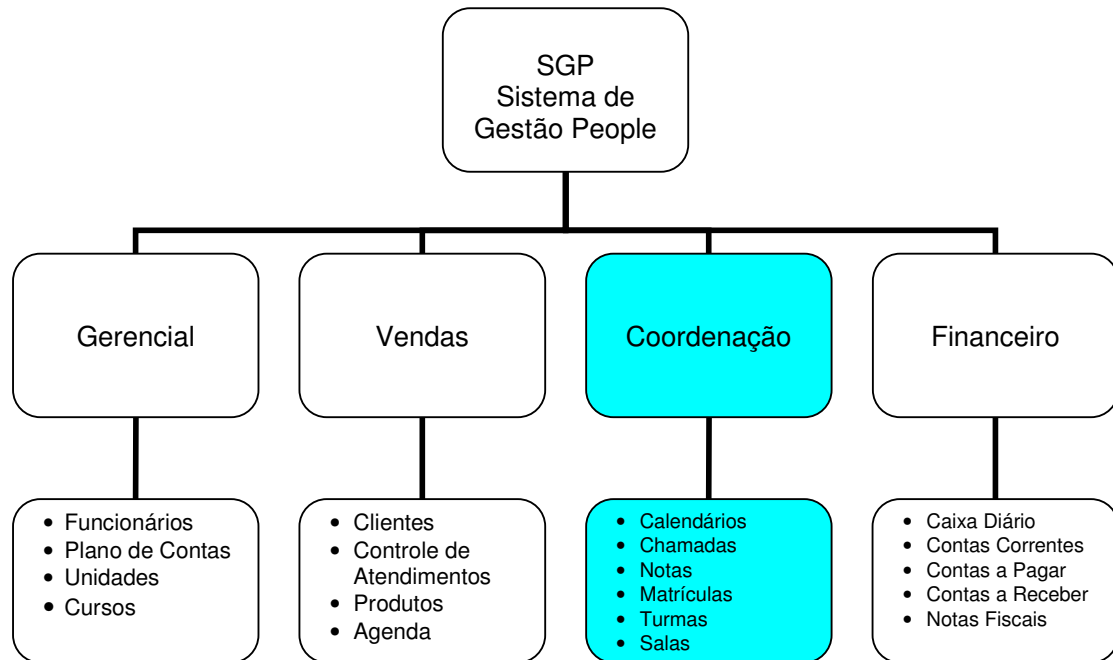 SGP
Sistema de
Gestão People
Gerencial
Vendas
Coordenação
Financeiro
• Funcionários
• Plano de Contas
• Unidades
• Cursos
• Clientes
• Controle de
Atendimentos
• Produtos
• Agenda
• Calendários
• Chamadas
• Notas
• Matrículas
• Turmas
• Salas
• Caixa Diário
• Contas Correntes
• Contas a Pagar
• Contas a Receber
• Notas Fiscais